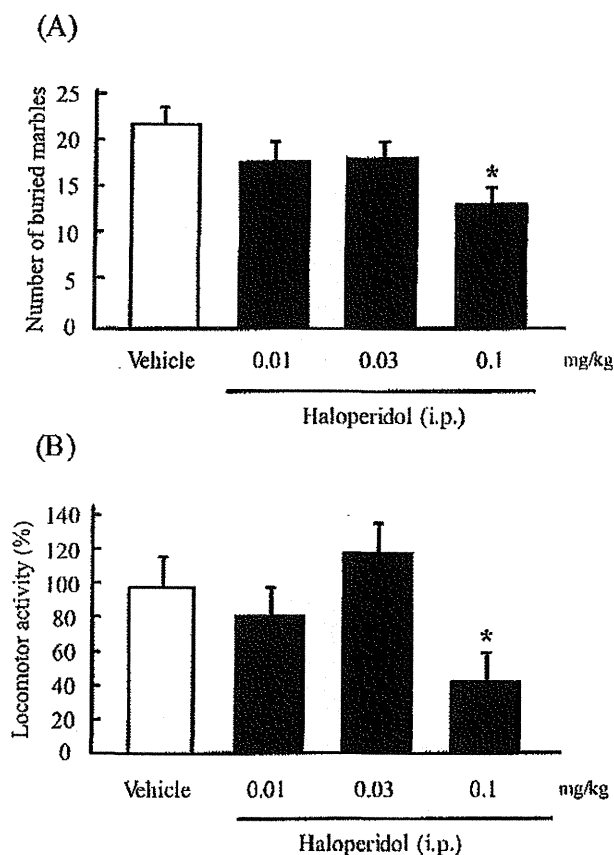 (A)
Number of buried marbles
25
20
15
10
5
0
*
Vehicle 0.01 0.03 0.1 mg/kg
Haloperidol (i.p.)
(B)
Locomotor activity (%)
140
120
100
80
60
40
20
0
*
Vehicle 0.01 0.03 0.1 mg/kg
Haloperidol (i.p.)